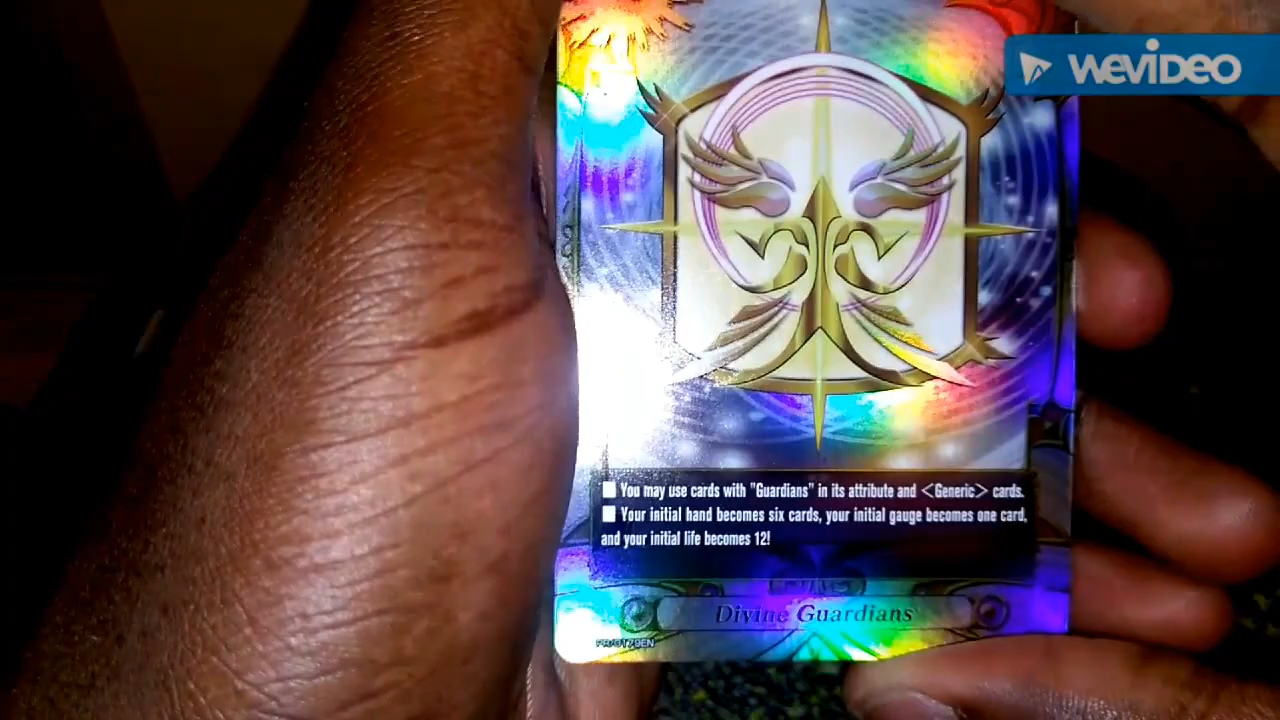 WEVIDEO
■ You may use cards with "Guardians" in its attribute and <Generic> cards.
■ Your initial hand becomes six cards, your initial gauge becomes one card,
and your initial life becomes 12!
Divine Guardians